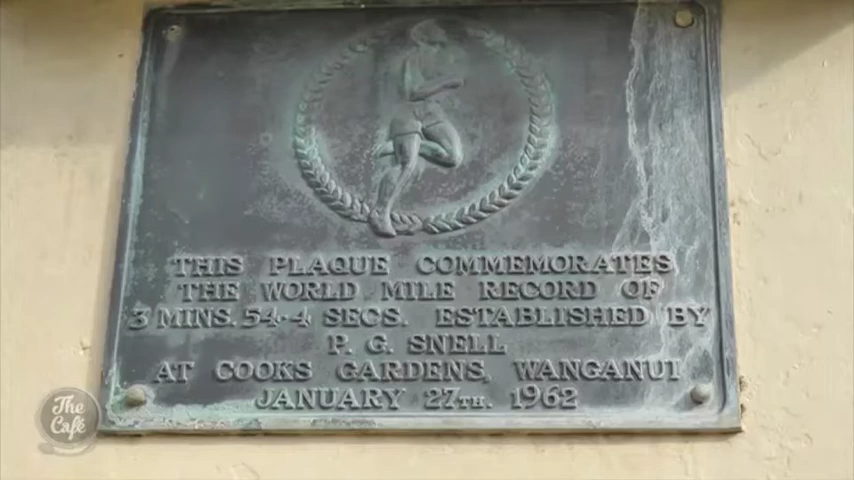 THIS PLAQUE COMMEMORATES
THE WORLD MILE RECORD OF
3 MINS. 54·4 SECS. ESTABLISHED BY
P. G. SNELL
AT COOKS GARDENS, WANGANUI
JANUARY 27TH. 1962
The
Café